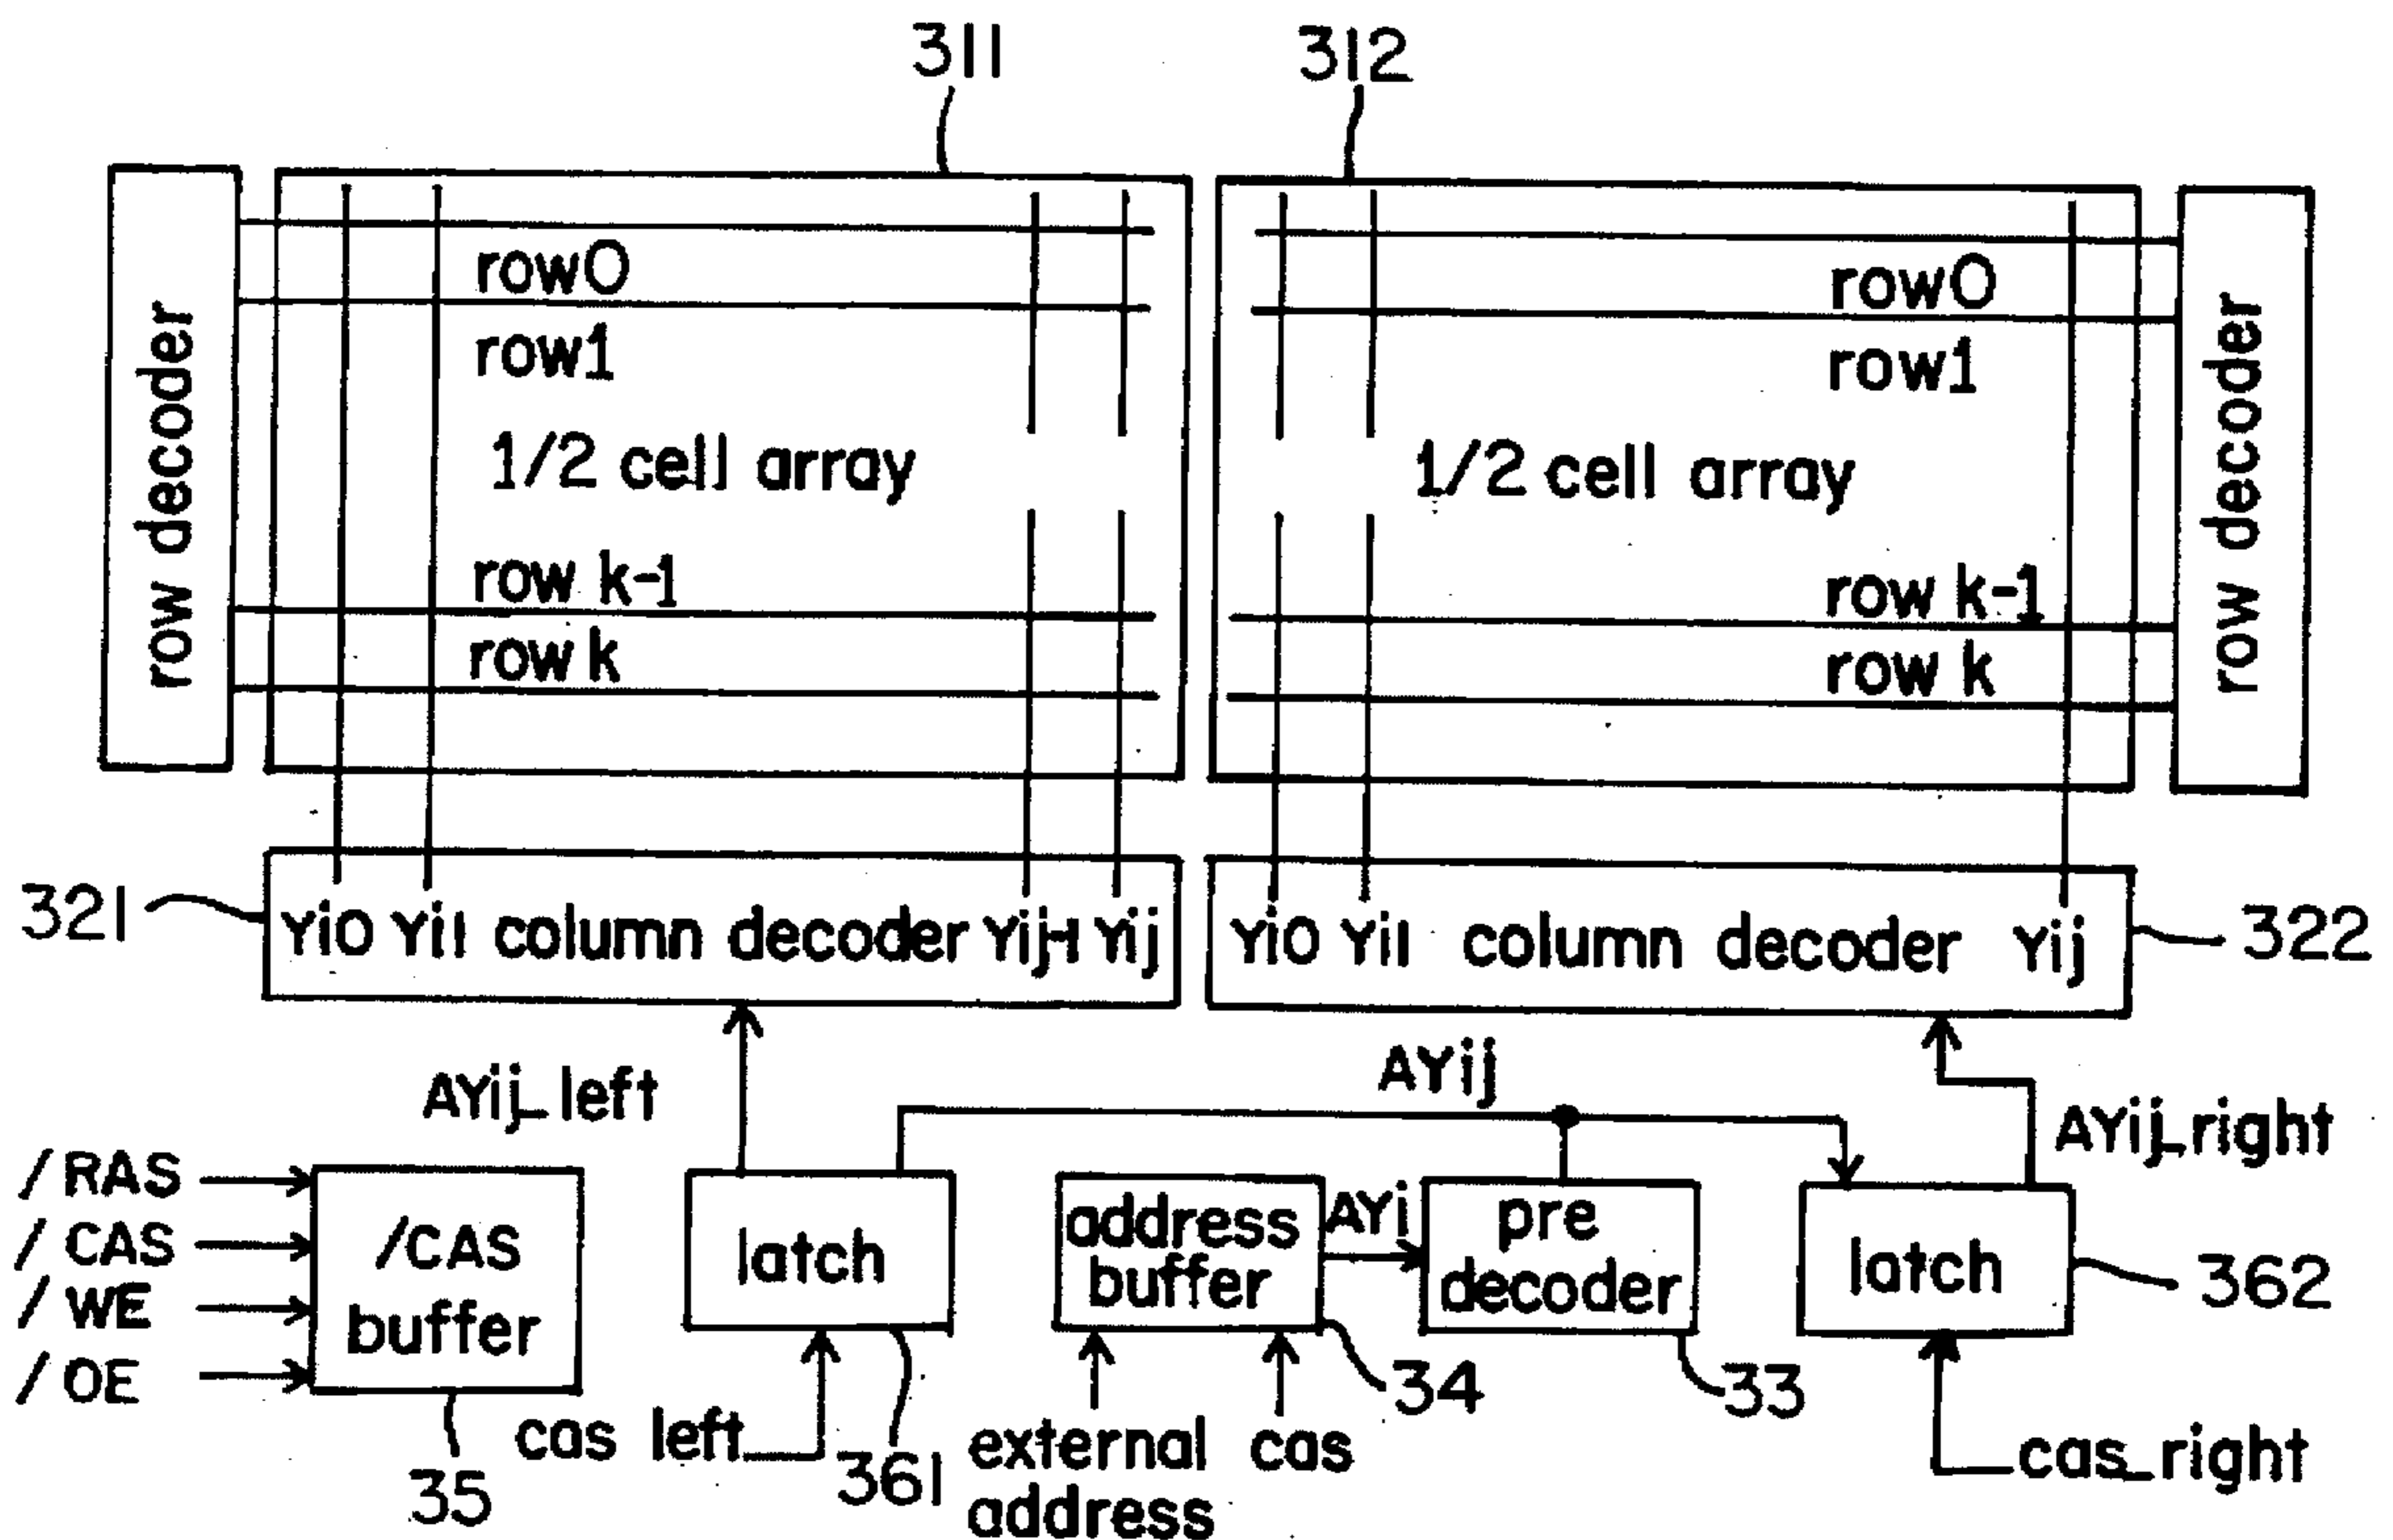 311
312
row decoder
row0
row1
1/2 cell array
row k-1
row k
row0
row1
1/2 cell array
row k-1
row k
row decoder
321
Yi0 Yi1 column decoder Yij-1 Yij
Yi0 Yi1 column decoder Yij
322
AYij_left
AYij
AYij_right
/RAS
/CAS
/WE
/OE
/CAS
buffer
35
latch
cas left
361
address
buffer
AYi
34
external
address
cas
pre
decoder
33
latch
362
cas_right